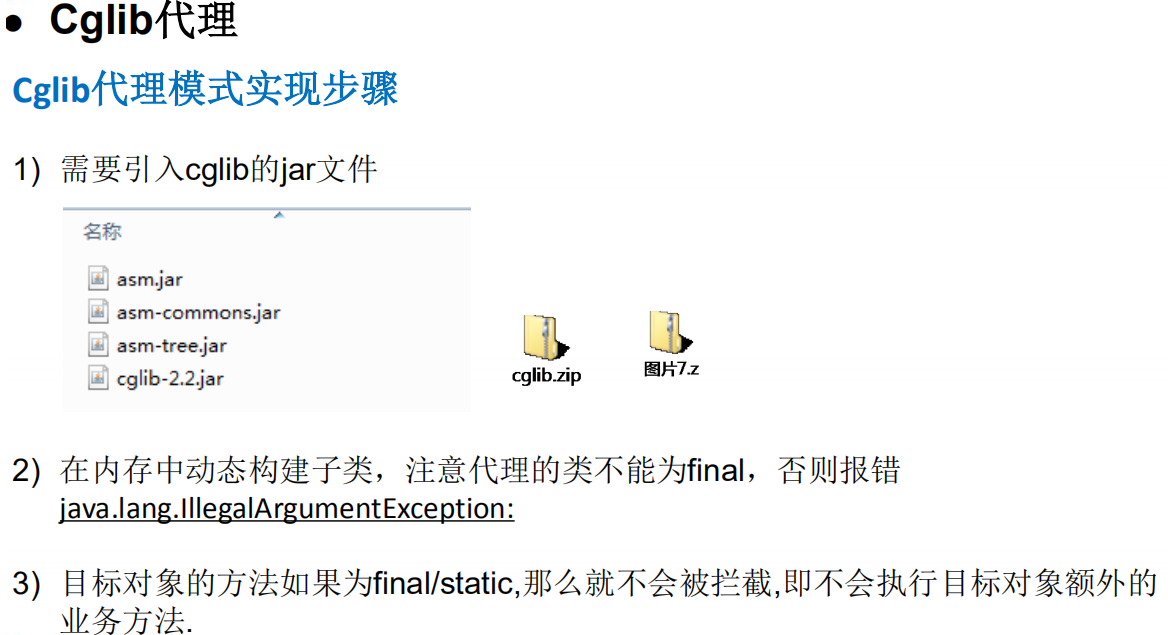 • Cglib代理
Cglib代理模式实现步骤
1) 需要引入cglib的jar文件
名称
asm.jar
asm-commons.jar
asm-tree.jar
cglib-2.2.jar
cglib.zip
图片7.z
2) 在内存中动态构建子类，注意代理的类不能为final，否则报错
java.lang.IllegalArgumentException:
3) 目标对象的方法如果为final/static,那么就不会被拦截,即不会执行目标对象额外的
业务方法.